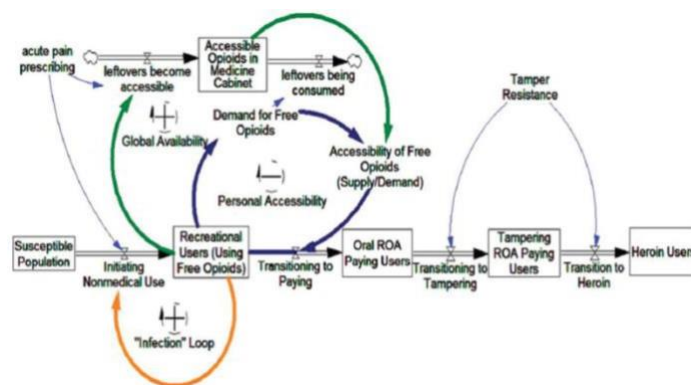 acute pain
prescribing
leftovers become
accessible
Accessible
Opioids in
Medicine
Cabinet
leftovers being
consumed
Tamper
Resistance
Demand for Free
Opioids
Global Availability
Accessibility of Free
Opioids
(Supply/Demand)
Personal Accessibility
Susceptible
Population
Initiating
Nonmedical Use
Recreational
Users (Using
Free Opioids)
Transitioning to
Paying
Oral ROA
Paying Users
Transitioning to
Tampering
Tampering
ROA Paying
Users
Transition to
Heroin
Heroin User
"Infection" Loop